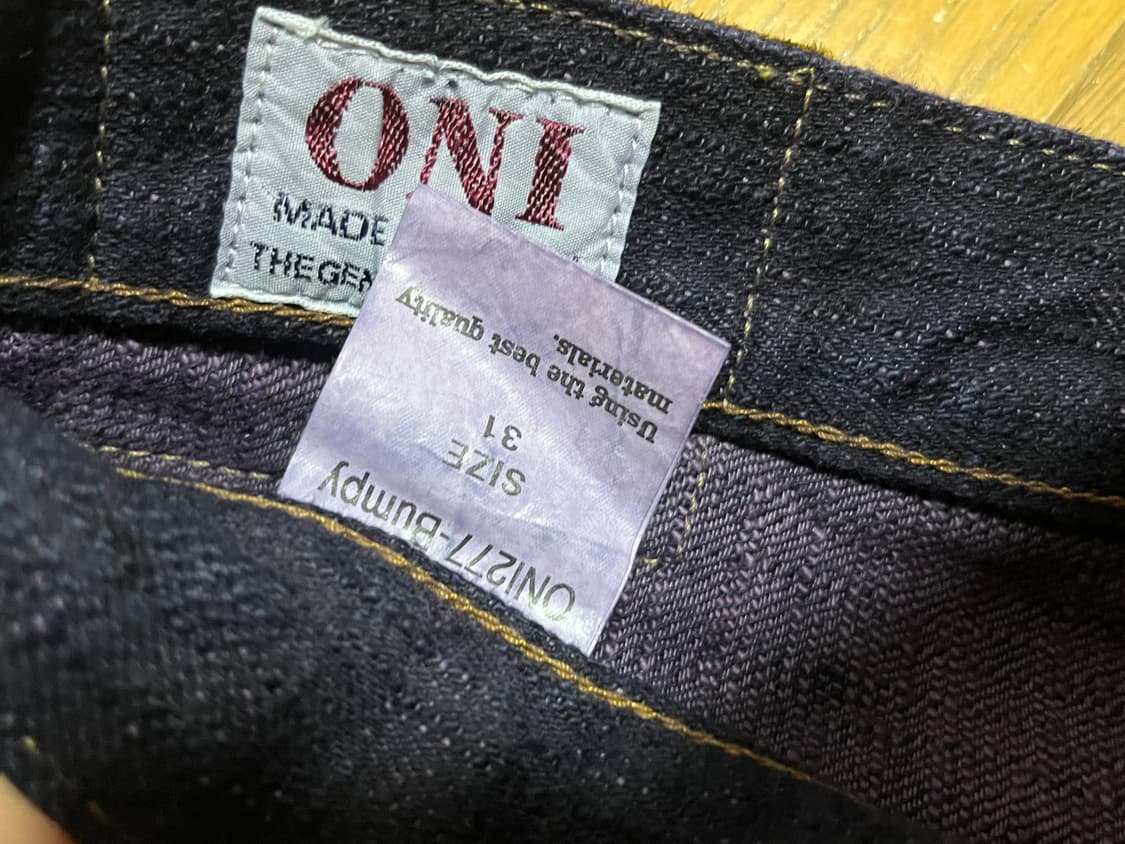 ONI
MADE
THE GEN
ONI277-Bumpy
SIZE
31
Using the best quality
materials.